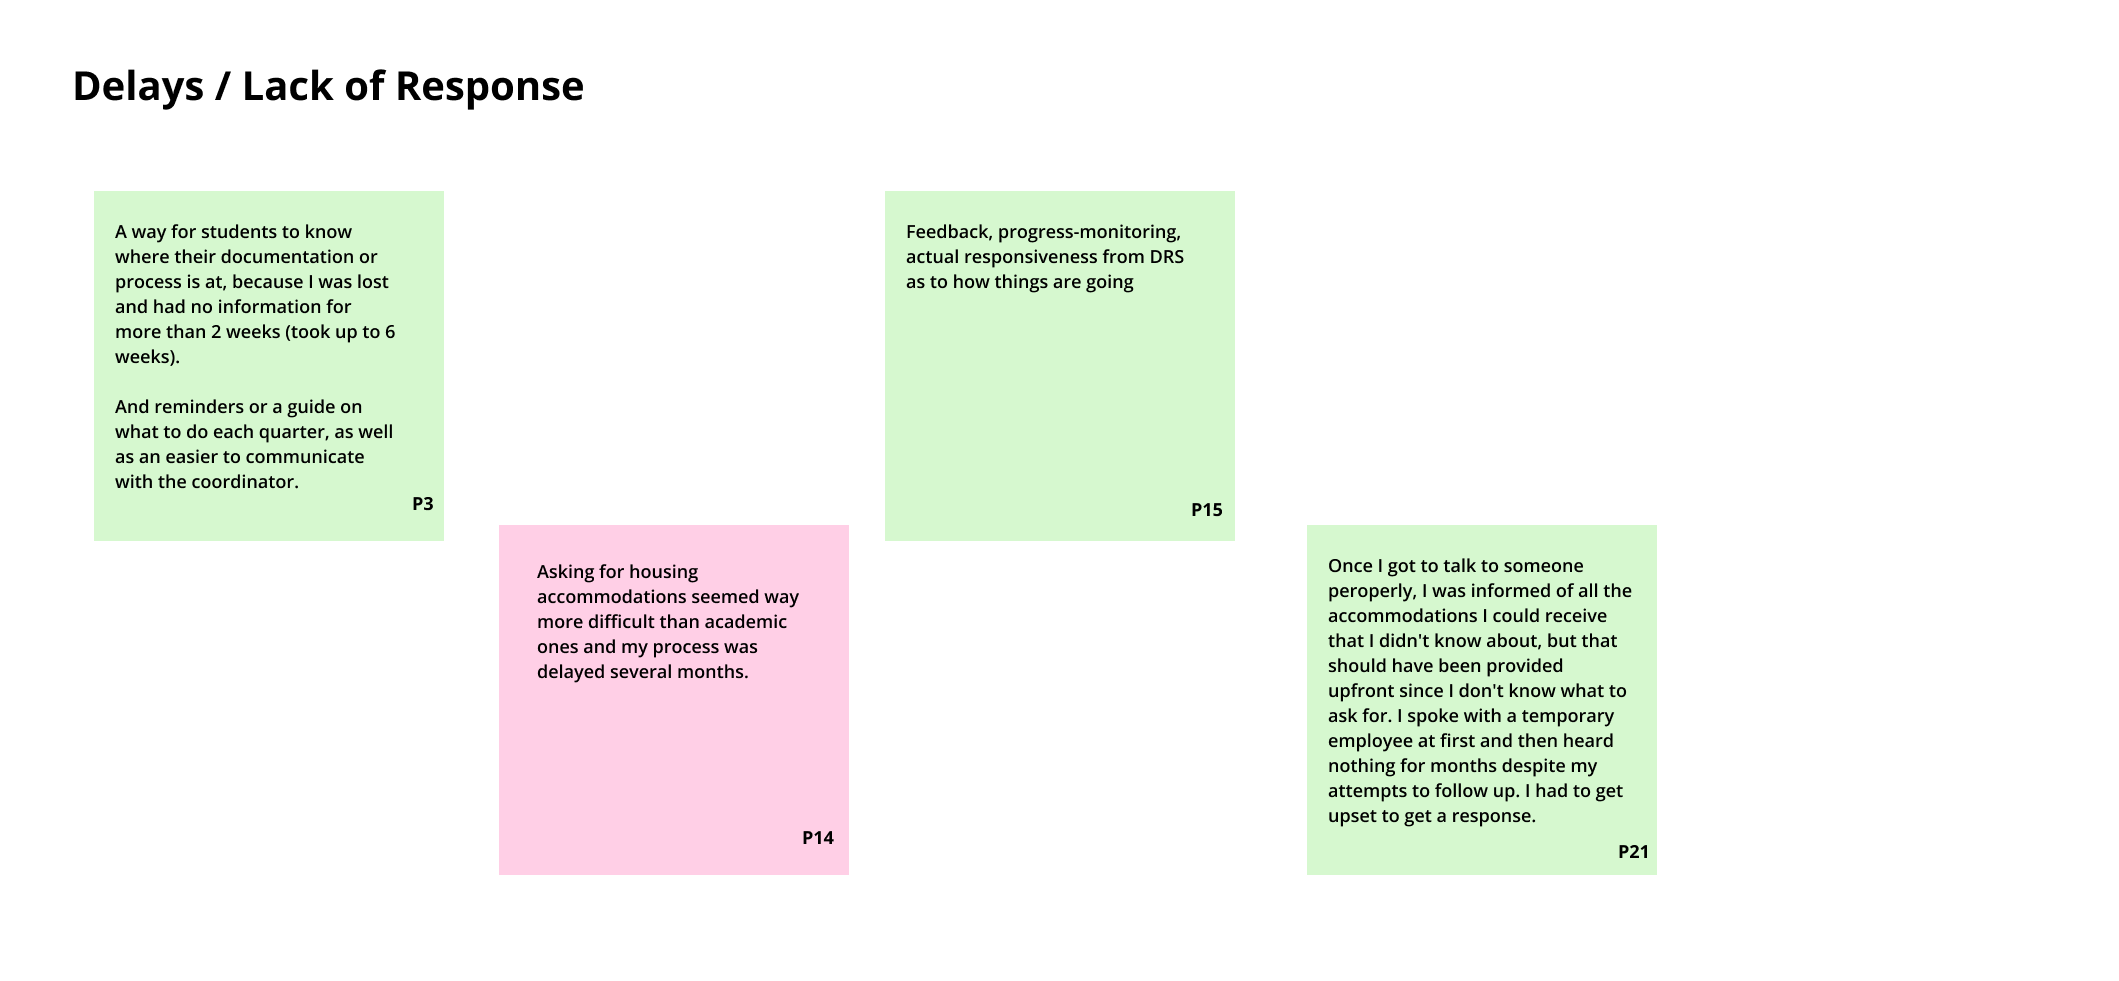 Delays / Lack of Response
A way for students to know
where their documentation or
process is at, because I was lost
and had no information for
more than 2 weeks (took up to 6
weeks).
And reminders or a guide on
what to do each quarter, as well
as an easier to communicate
with the coordinator.
P3
Asking for housing
accommodations seemed way
more difficult than academic
ones and my process was
delayed several months.
P14
Feedback, progress-monitoring,
actual responsiveness from DRS
as to how things are going
P15
Once I got to talk to someone
peroperly, I was informed of all the
accommodations I could receive
that I didn't know about, but that
should have been provided
upfront since I don't know what to
ask for. I spoke with a temporary
employee at first and then heard
nothing for months despite my
attempts to follow up. I had to get
upset to get a response.
P21